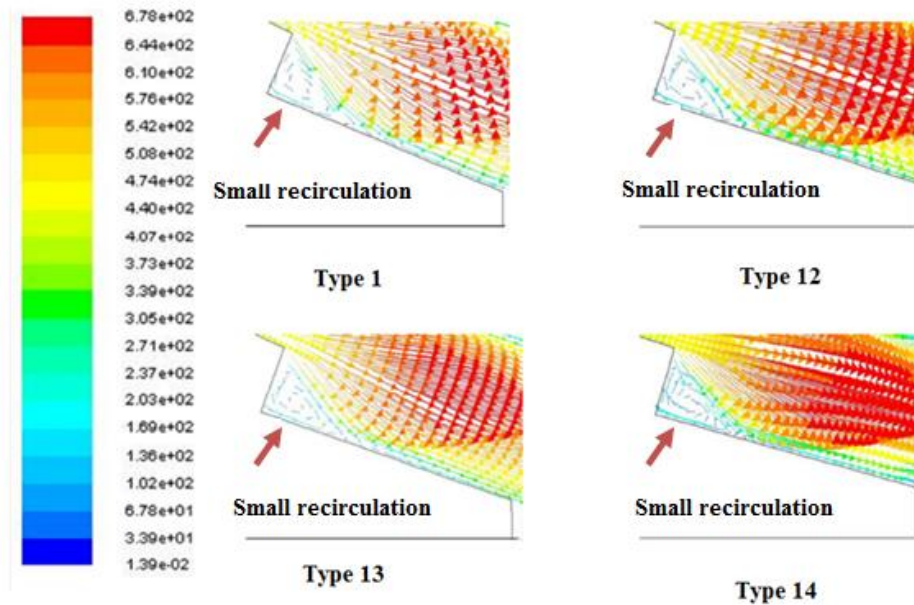 6.78e+02
6.44e+02
6.10e+02
5.76e+02
5.42e+02
5.08e+02
4.74e+02
4.40e+02
4.07e+02
3.73e+02
3.39e+02
3.05e+02
2.71e+02
2.37e+02
2.03e+02
1.69e+02
1.36e+02
1.02e+02
6.78e+01
3.39e+01
1.39e-02
Small recirculation
Type 1
Small recirculation
Type 12
Small recirculation
Type 13
Small recirculation
Type 14